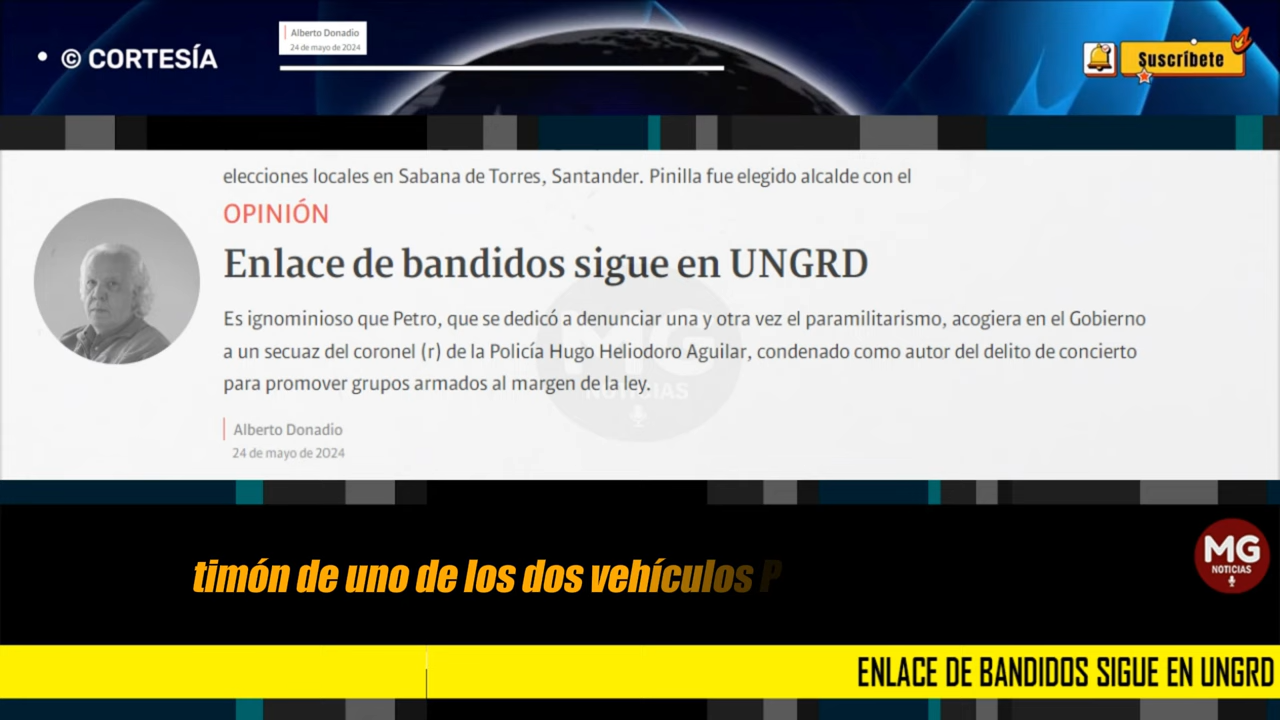 Alberto Donadio
24 de mayo de 2024
• © CORTESÍA
Suscríbete
elecciones locales en Sabana de Torres, Santander. Pinilla fue elegido alcalde con el
OPINIÓN
Enlace de bandidos sigue en UNGRD
Es ignominioso que Petro, que se dedicó a denunciar una y otra vez el paramilitarismo, acogiera en el Gobierno
a un secuaz del coronel (r) de la Policía Hugo Heliodoro Aguilar, condenado como autor del delito de concierto
para promover grupos armados al margen de la ley.
MG
NOTICIAS
Alberto Donadio
24 de mayo de 2024
timón de uno de los dos vehículos P
MG
NOTICIAS
ENLACE DE BANDIDOS SIGUE EN UNGRD